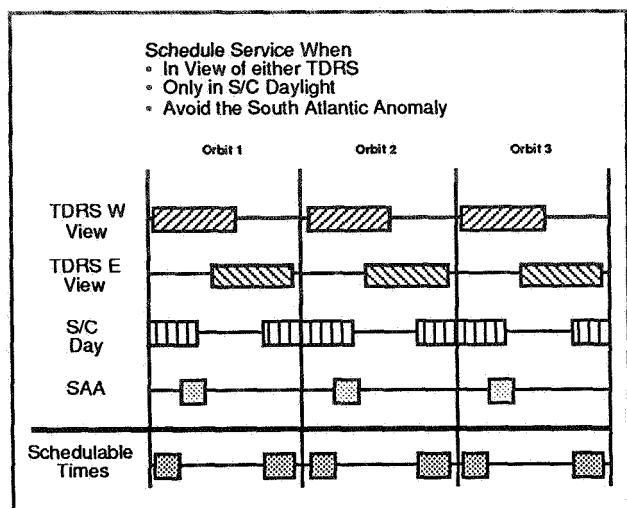 Schedule Service When
• In View of either TDRS
• Only in S/C Daylight
• Avoid the South Atlantic Anomaly
Orbit 1 Orbit 2 Orbit 3
TDRS W
View
TDRS E
View
S/C
Day
SAA
Schedulable
Times